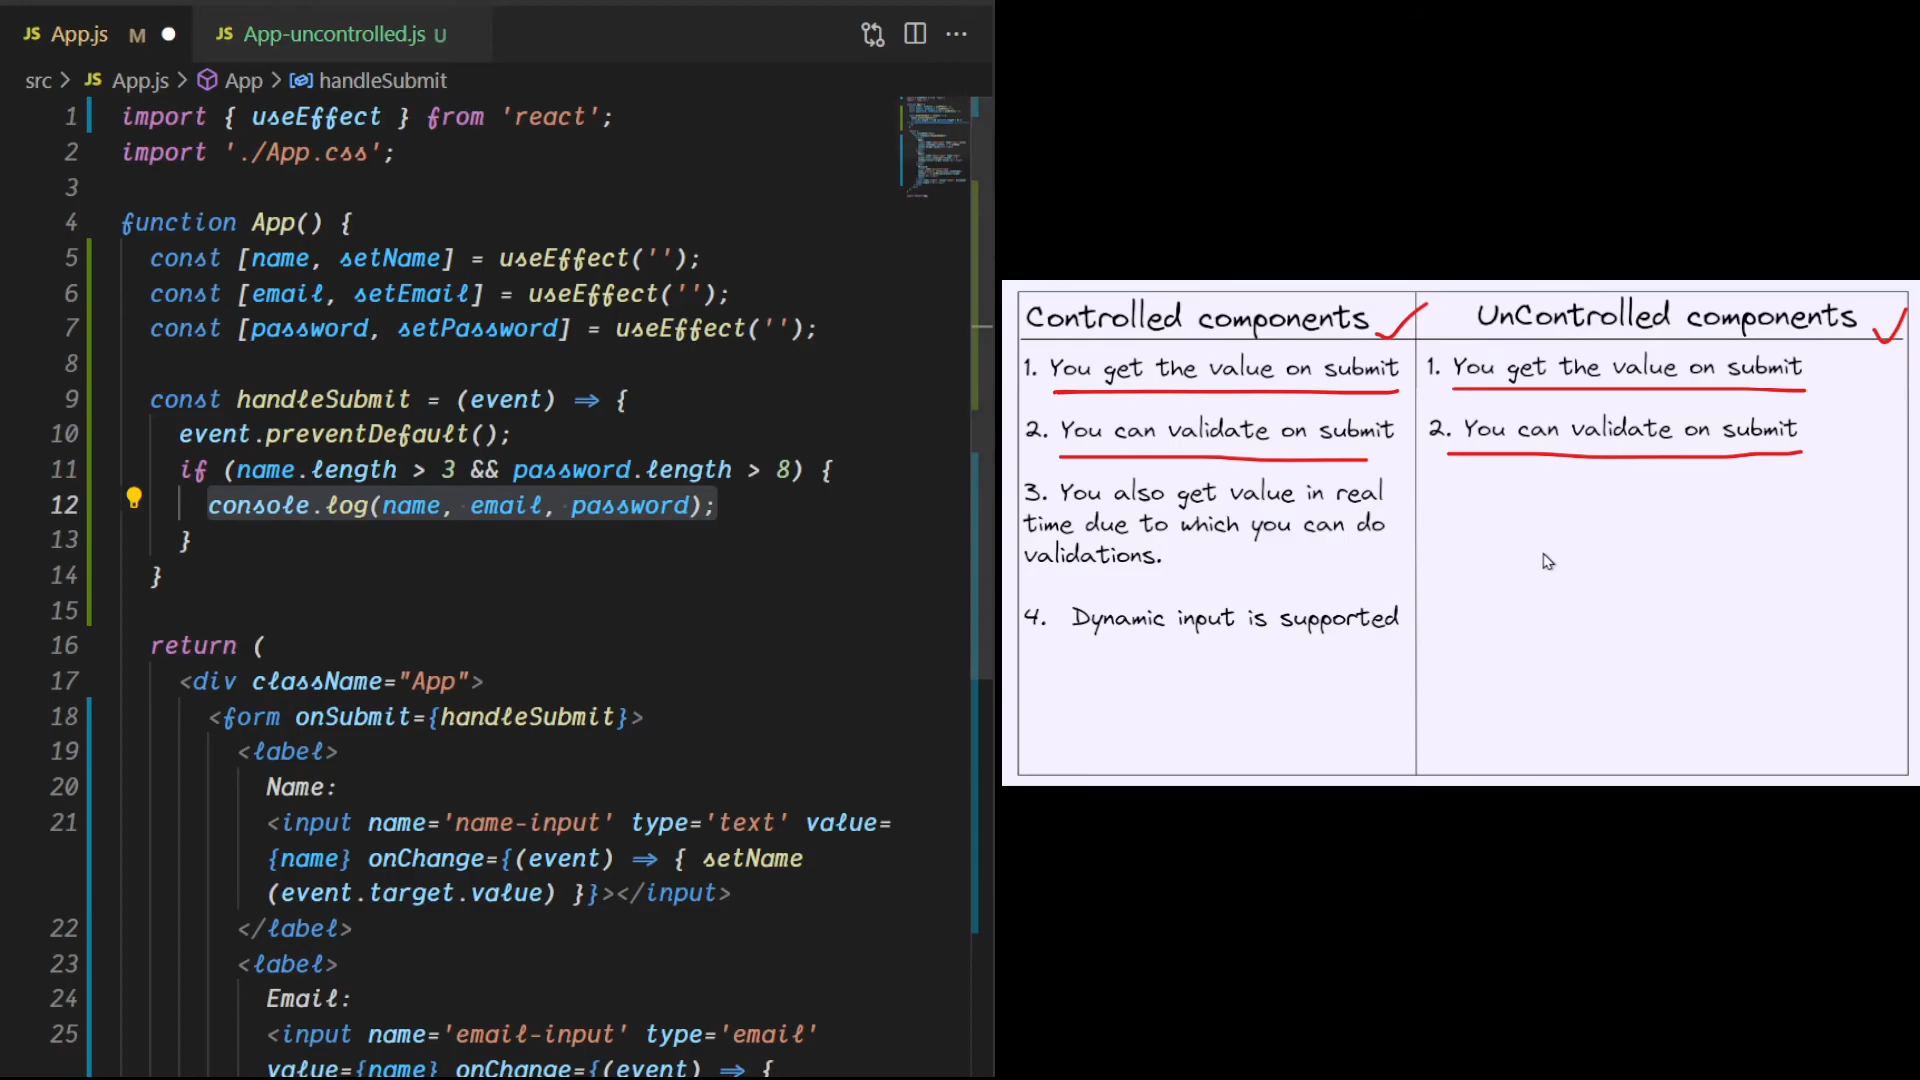 JS App.js M
JS App-uncontrolled.js U
src > JS App.js > App > handleSubmit
1 import { useEffect } from 'react';
2 import './App.css';
3
4 function App() {
5 const [name, setName] = useEffect('');
6 const [email, setEmail] = useEffect('');
7 const [password, setPassword] = useEffect('');
8
9 const handleSubmit = (event) => {
10 event.preventDefault();
11 if (name.length > 3 && password.length > 8) {
12 console.log(name, email, password);
13 }
14 }
15
16 return (
17 <div className="App">
18 <form onSubmit={handleSubmit}>
19 <label>
20 Name:
21 <input name='name-input' type='text' value=
{name} onChange={(event) => { setName
(event.target.value) }}></input>
22 </label>
23 <label>
24 Email:
25 <input name='email-input' type='email'
value={name} onChange={(event) => {
Controlled components
1. You get the value on submit
2. You can validate on submit
3. You also get value in real
time due to which you can do
validations.
4. Dynamic input is supported
UnControlled components
1. You get the value on submit
2. You can validate on submit